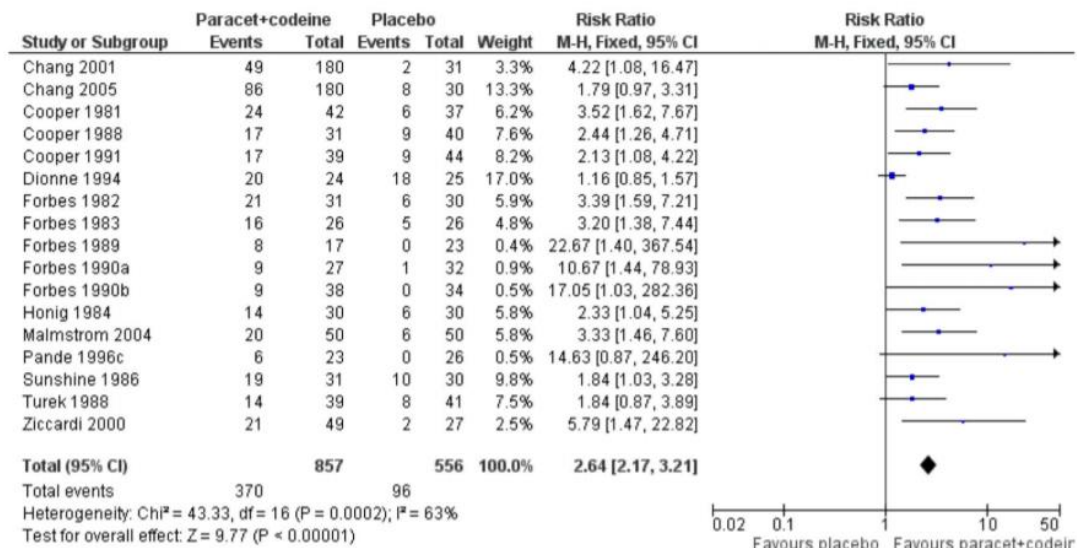 Paracet+codeine Placebo Risk Ratio Risk Ratio
Study or Subgroup Events Total Events Total Weight M-H, Fixed, 95% CI M-H, Fixed, 95% CI
Chang 2001 49 180 2 31 3.3% 4.22 [1.08, 16.47]
Chang 2005 86 180 8 30 13.3% 1.79 [0.97, 3.31]
Cooper 1981 24 42 6 37 6.2% 3.52 [1.62, 7.67]
Cooper 1988 17 31 9 40 7.6% 2.44 [1.26, 4.71]
Cooper 1991 17 39 9 44 8.2% 2.13 [1.08, 4.22]
Dionne 1994 20 24 18 25 17.0% 1.16 [0.85, 1.57]
Forbes 1982 21 31 6 30 5.9% 3.39 [1.59, 7.21]
Forbes 1983 16 26 5 26 4.8% 3.20 [1.38, 7.44]
Forbes 1989 8 17 0 23 0.4% 22.67 [1.40, 367.54]
Forbes 1990a 9 27 1 32 0.9% 10.67 [1.44, 78.93]
Forbes 1990b 9 38 0 34 0.5% 17.05 [1.03, 282.36]
Honig 1984 14 30 6 30 5.8% 2.33 [1.04, 5.25]
Malmstrom 2004 20 50 6 50 5.8% 3.33 [1.46, 7.60]
Pande 1996c 6 23 0 26 0.5% 14.63 [0.87, 246.20]
Sunshine 1986 19 31 10 30 9.8% 1.84 [1.03, 3.28]
Turek 1988 14 39 8 41 7.5% 1.84 [0.87, 3.89]
Ziccardi 2000 21 49 2 27 2.5% 5.79 [1.47, 22.82]
Total (95% CI) 857 556 100.0% 2.64 [2.17, 3.21]
Total events 370 96
Heterogeneity: Chi² = 43.33, df = 16 (P = 0.0002); I² = 63%
Test for overall effect: Z = 9.77 (P < 0.00001)
0.02 0.1 1 10 50
Favours placebo Favours paracet+codein